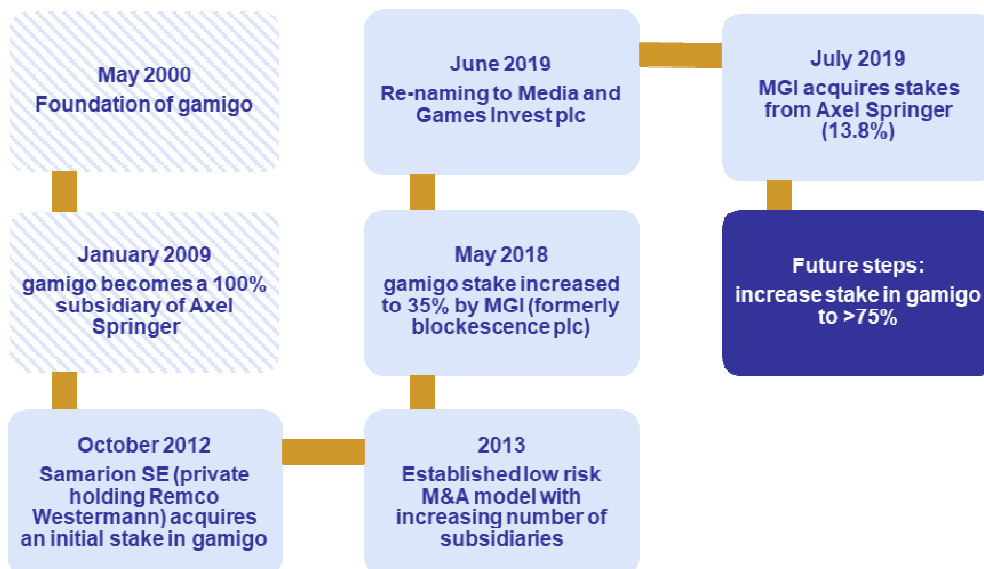 May 2000
Foundation of gamigo
January 2009
gamigo becomes a 100%
subsidiary of Axel
Springer
October 2012
Samarion SE (private
holding Remco
Westermann) acquires
an initial stake in gamigo
2013
Established low risk
M&A model with
increasing number of
subsidiaries
May 2018
gamigo stake increased
to 35% by MGI (formerly
blockescence plc)
June 2019
Re-naming to Media and
Games Invest plc
July 2019
MGI acquires stakes
from Axel Springer
(13.8%)
Future steps:
increase stake in gamigo
to >75%